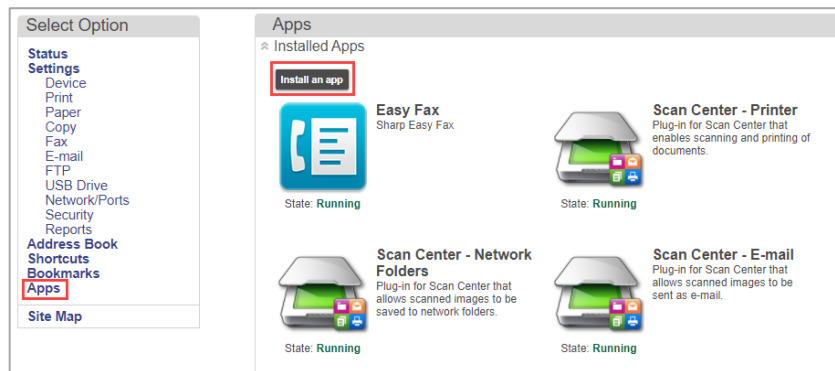 Select Option
Status
Settings
Device
Print
Paper
Copy
Fax
E-mail
FTP
USB Drive
Network/Ports
Security
Reports
Address Book
Shortcuts
Bookmarks
Apps
Site Map
Apps
Installed Apps
Install an app
Easy Fax
Sharp Easy Fax
State: Running
Scan Center - Printer
Plug-in for Scan Center that
enables scanning and printing of
documents.
State: Running
Scan Center - Network
Folders
Plug-in for Scan Center that
allows scanned images to be
saved to network folders.
State: Running
Scan Center - E-mail
Plug-in for Scan Center that
allows scanned images to be
sent as e-mail.
State: Running